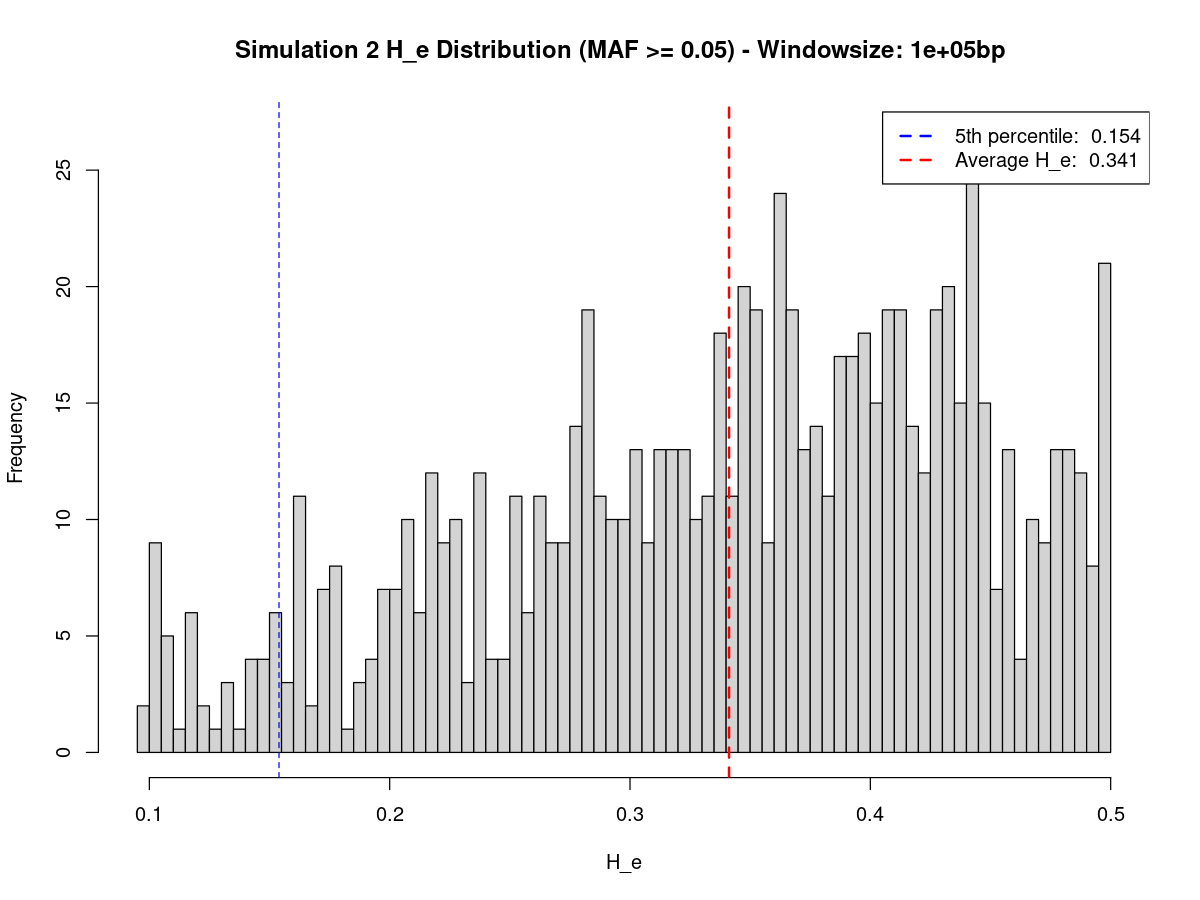 Simulation 2 H_e Distribution (MAF >= 0.05) - Windowsize: 1e+05bp
5th percentile: 0.154
Average H_e: 0.341
25
20
15
10
5
0
Frequency
0.1 0.2 0.3 0.4 0.5
H_e